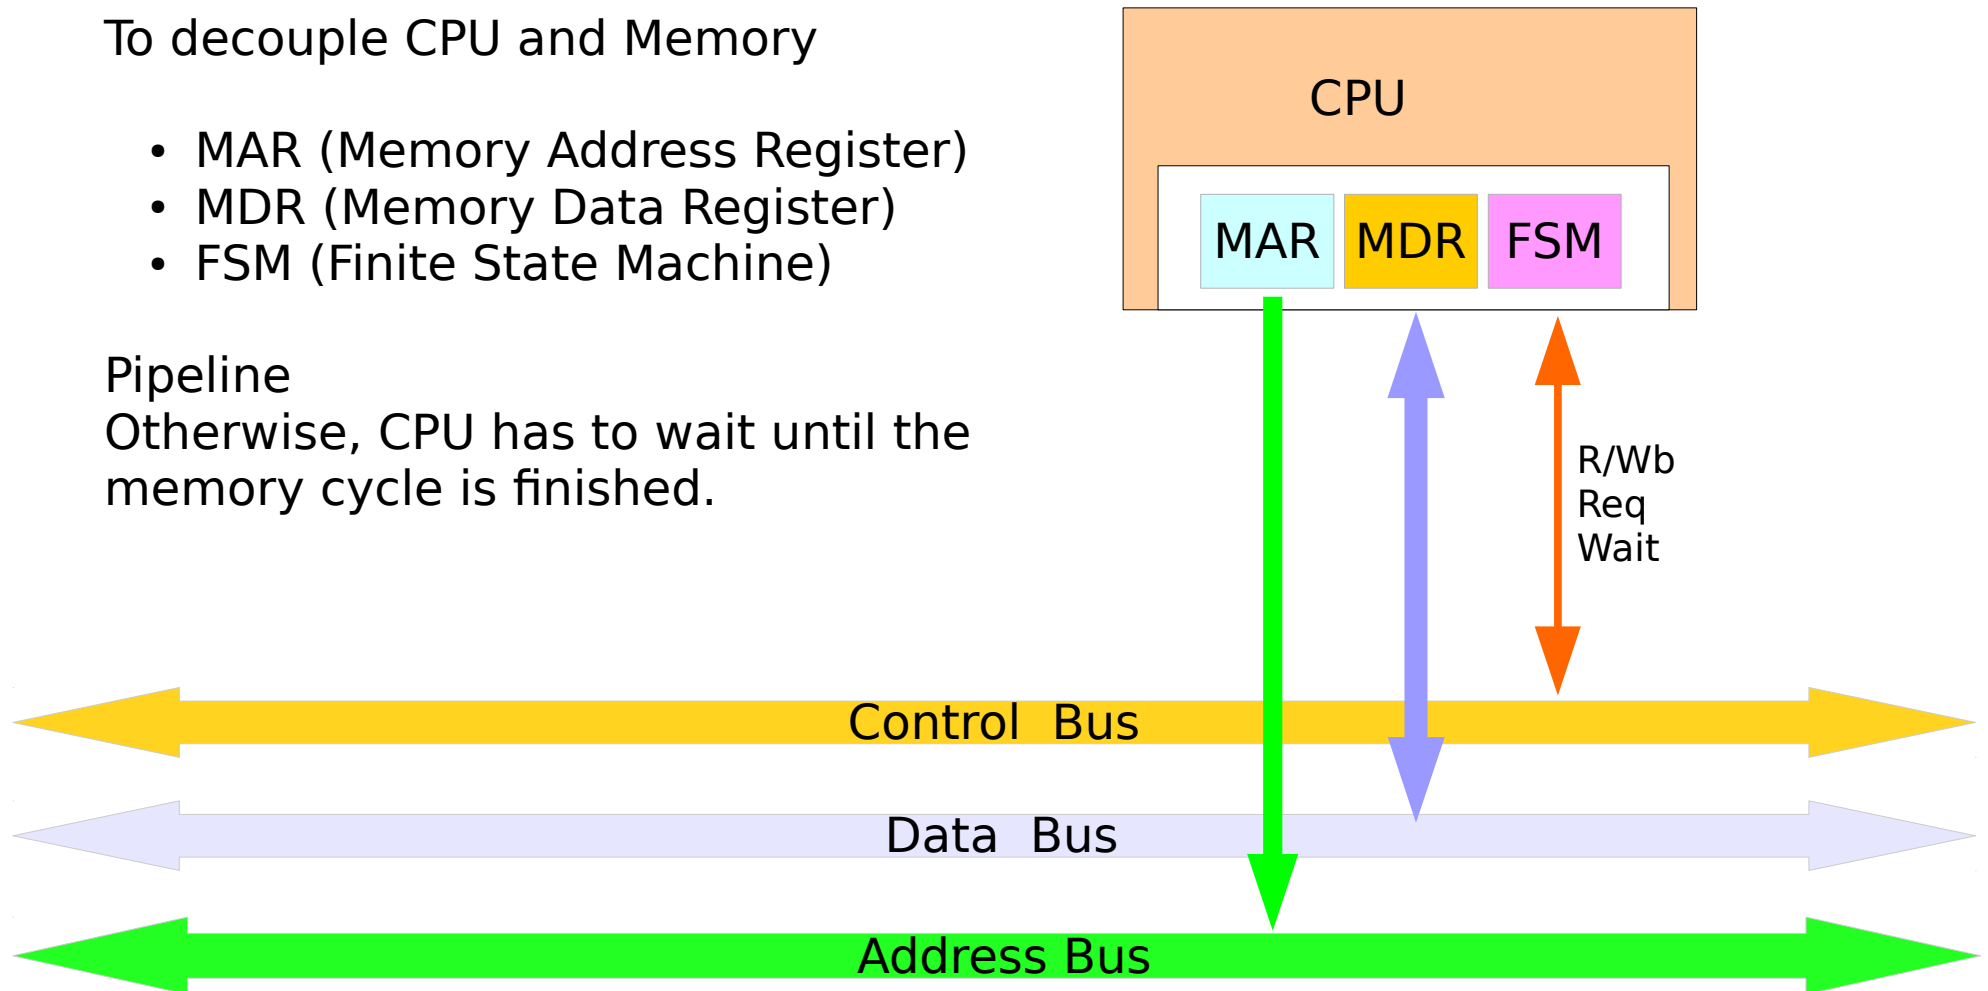 To decouple CPU and Memory
• MAR (Memory Address Register)
• MDR (Memory Data Register)
• FSM (Finite State Machine)
Pipeline
Otherwise, CPU has to wait until the
memory cycle is finished.
CPU
MAR MDR FSM
R/Wb
Req
Wait
Control Bus
Data Bus
Address Bus